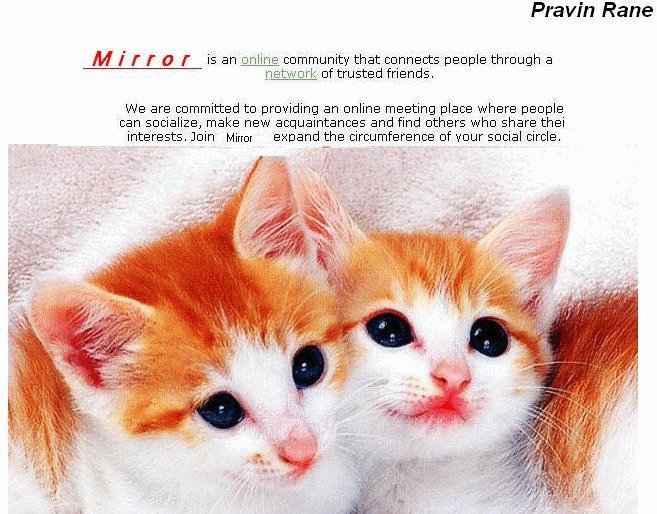 Pravin Rane
Mirror is an online community that connects people through a
network of trusted friends.
We are committed to providing an online meeting place where people
can socialize, make new acquaintances and find others who share thei
interests. Join Mirror expand the circumference of your social circle.